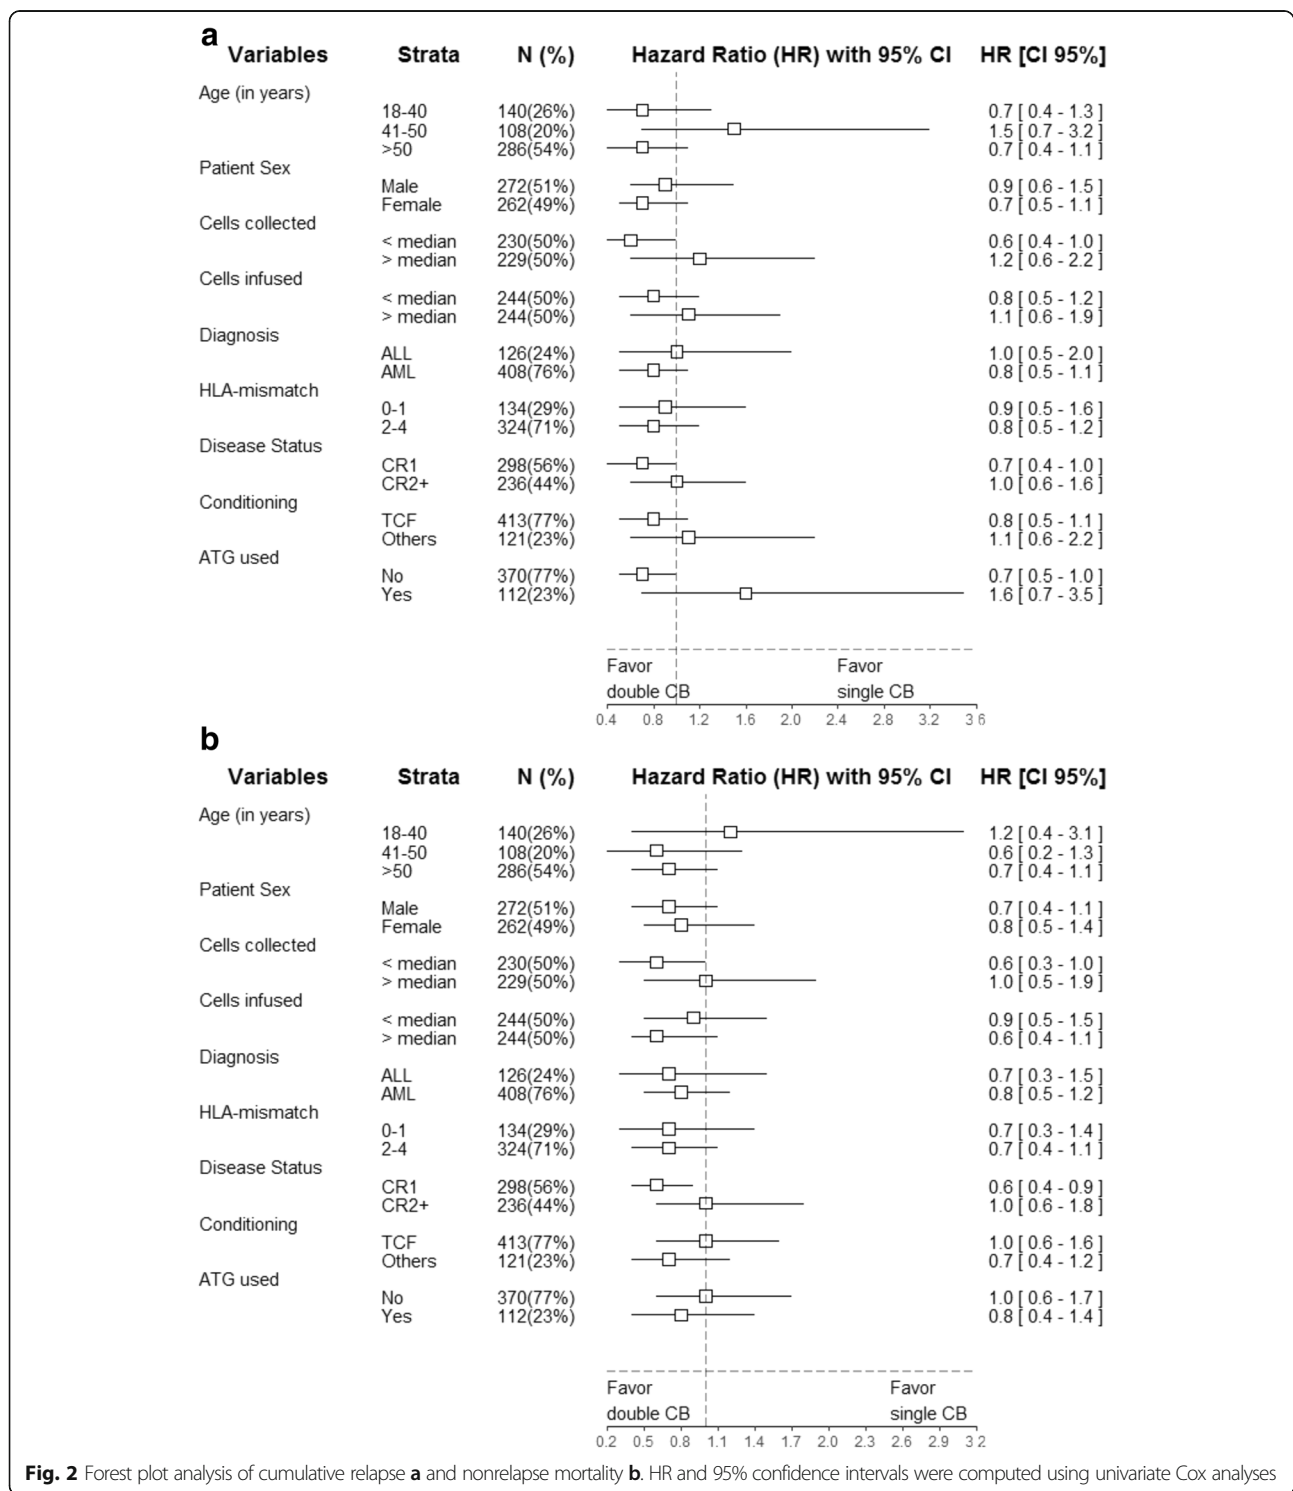 a
Variables Strata N (%) Hazard Ratio (HR) with 95% CI HR [CI 95%]
Age (in years)
18-40 140(26%) 0.7 [ 0.4 - 1.3 ]
41-50 108(20%) 1.5 [ 0.7 - 3.2 ]
>50 286(54%) 0.7 [ 0.4 - 1.1 ]
Patient Sex
Male 272(51%) 0.9 [ 0.6 - 1.5 ]
Female 262(49%) 0.7 [ 0.5 - 1.1 ]
Cells collected
< median 230(50%) 0.6 [ 0.4 - 1.0 ]
> median 229(50%) 1.2 [ 0.6 - 2.2 ]
Cells infused
< median 244(50%) 0.8 [ 0.5 - 1.2 ]
> median 244(50%) 1.1 [ 0.6 - 1.9 ]
Diagnosis
ALL 126(24%) 1.0 [ 0.5 - 2.0 ]
AML 408(76%) 0.8 [ 0.5 - 1.1 ]
HLA-mismatch
0-1 134(29%) 0.9 [ 0.5 - 1.6 ]
2-4 324(71%) 0.8 [ 0.5 - 1.2 ]
Disease Status
CR1 298(56%) 0.7 [ 0.4 - 1.0 ]
CR2+ 236(44%) 1.0 [ 0.6 - 1.6 ]
Conditioning
TCF 413(77%) 0.8 [ 0.5 - 1.1 ]
Others 121(23%) 1.1 [ 0.6 - 2.2 ]
ATG used
No 370(77%) 0.7 [ 0.5 - 1.0 ]
Yes 112(23%) 1.6 [ 0.7 - 3.5 ]
Favor Favor
double CB single CB
0.4 0.8 1.2 1.6 2.0 2.4 2.8 3.2 3.6
b
Variables Strata N (%) Hazard Ratio (HR) with 95% CI HR [CI 95%]
Age (in years)
18-40 140(26%) 1.2 [ 0.4 - 3.1 ]
41-50 108(20%) 0.6 [ 0.2 - 1.3 ]
>50 286(54%) 0.7 [ 0.4 - 1.1 ]
Patient Sex
Male 272(51%) 0.7 [ 0.4 - 1.1 ]
Female 262(49%) 0.8 [ 0.5 - 1.4 ]
Cells collected
< median 230(50%) 0.6 [ 0.3 - 1.0 ]
> median 229(50%) 1.0 [ 0.5 - 1.9 ]
Cells infused
< median 244(50%) 0.9 [ 0.5 - 1.5 ]
> median 244(50%) 0.6 [ 0.4 - 1.1 ]
Diagnosis
ALL 126(24%) 0.7 [ 0.3 - 1.5 ]
AML 408(76%) 0.8 [ 0.5 - 1.2 ]
HLA-mismatch
0-1 134(29%) 0.7 [ 0.3 - 1.4 ]
2-4 324(71%) 0.7 [ 0.4 - 1.1 ]
Disease Status
CR1 298(56%) 0.6 [ 0.4 - 0.9 ]
CR2+ 236(44%) 1.0 [ 0.6 - 1.8 ]
Conditioning
TCF 413(77%) 1.0 [ 0.6 - 1.6 ]
Others 121(23%) 0.7 [ 0.4 - 1.2 ]
ATG used
No 370(77%) 1.0 [ 0.6 - 1.7 ]
Yes 112(23%) 0.8 [ 0.4 - 1.4 ]
Favor Favor
double CB single CB
0.2 0.5 0.8 1.1 1.4 1.7 2.0 2.3 2.6 2.9 3.2
Fig. 2 Forest plot analysis of cumulative relapse a and nonrelapse mortality b. HR and 95% confidence intervals were computed using univariate Cox analyses